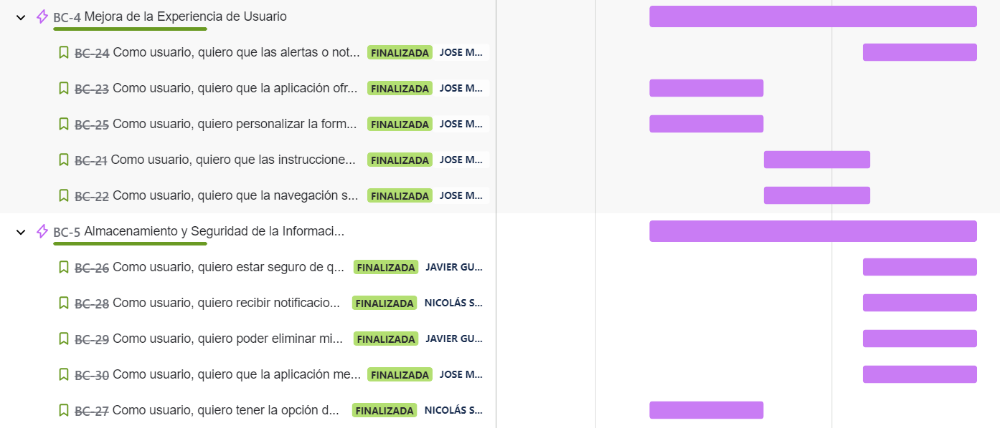 BC-4 Mejora de la Experiencia de Usuario
BC-24 Como usuario, quiero que las alertas o not... FINALIZADA JOSE M...
BC-23 Como usuario, quiero que la aplicación ofr... FINALIZADA JOSE M...
BC-25 Como usuario, quiero personalizar la form... FINALIZADA JOSE M...
BC-21 Como usuario, quiero que las instruccione... FINALIZADA JOSE M...
BC-22 Como usuario, quiero que la navegación s... FINALIZADA JOSE M...
BC-5 Almacenamiento y Seguridad de la Informaci...
BC-26 Como usuario, quiero estar seguro de q... FINALIZADA JAVIER GU...
BC-28 Como usuario, quiero recibir notificacio... FINALIZADA NICOLÁS S...
BC-29 Como usuario, quiero poder eliminar mi... FINALIZADA JAVIER GU...
BC-30 Como usuario, quiero que la aplicación me... FINALIZADA JOSE M...
BC-27 Como usuario, quiero tener la opción d... FINALIZADA NICOLÁS S...